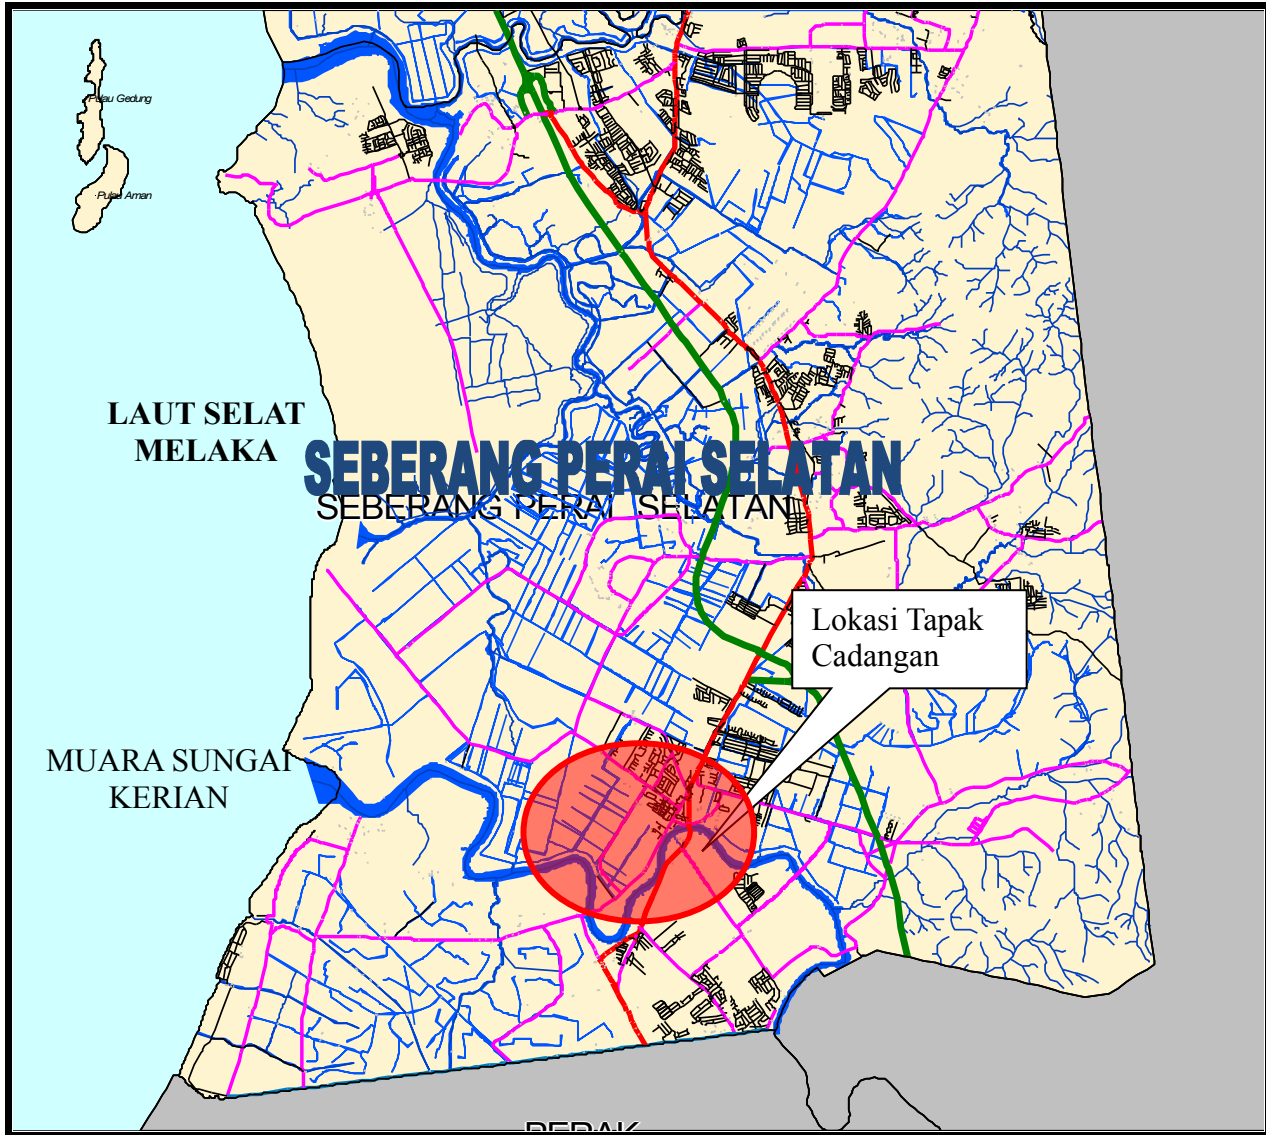 Pulau Gedung
Pulau Aman
LAUT SELAT
MELAKA
SEBERANG PERAI SELATAN
SEBERANG PERAI SELATAN
Lokasi Tapak
Cadangan
MUARA SUNGAI
KERIAN
PERAK